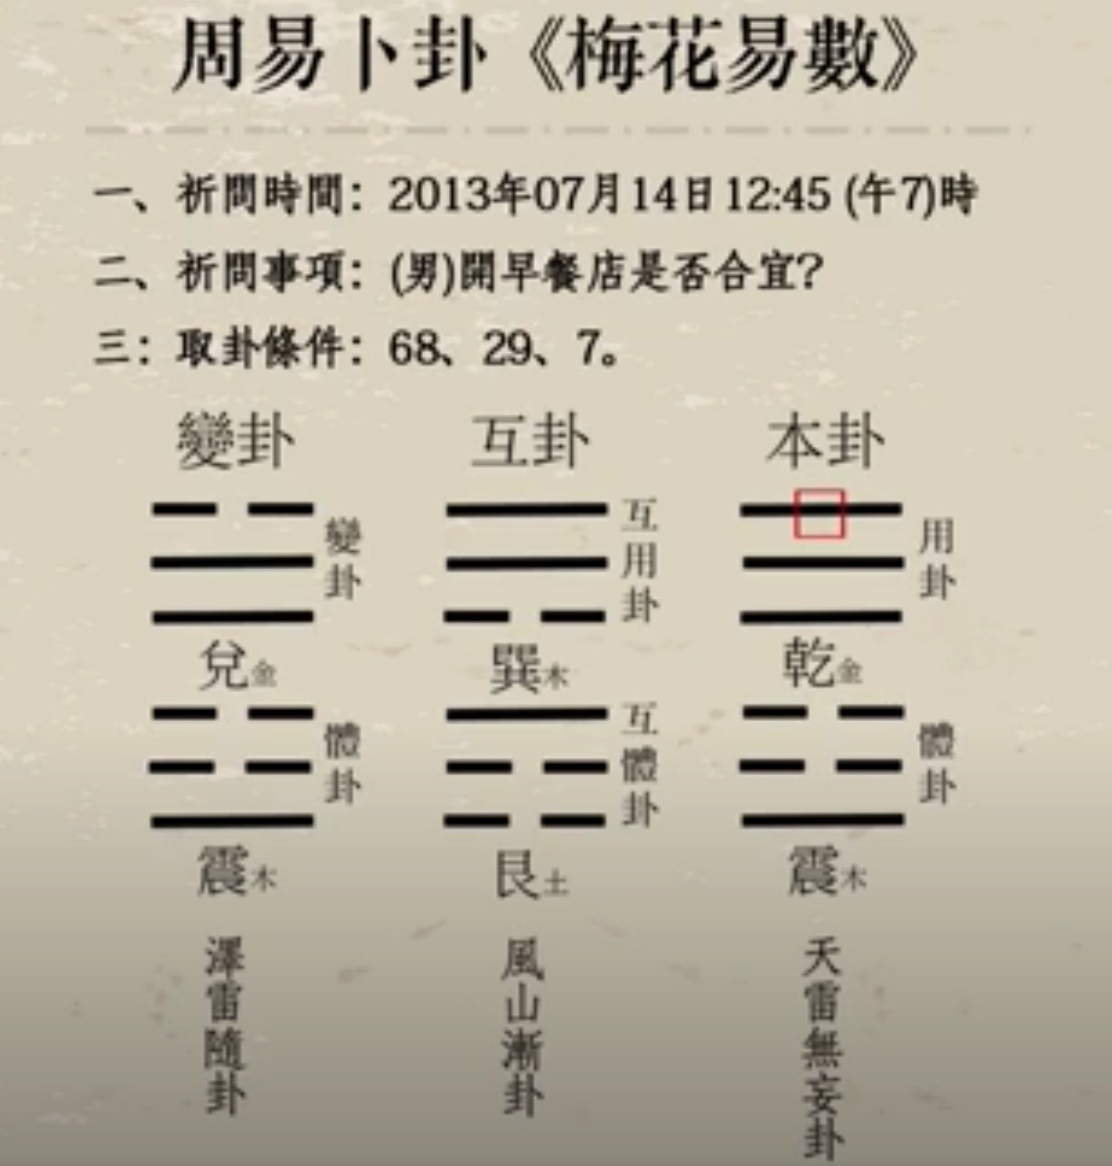 周易卜卦《梅花易數》
一、祈問時間：2013年07月14日12:45 (午7)時
二、祈問事項：(男)開早餐店是否合宜?
三：取卦條件：68、29、7。
變卦 互卦 本卦
變卦 互用卦 用卦
兌金 巽木 乾金
體卦 互體卦 體卦
震木 艮土 震木
澤雷隨卦 風山漸卦 天雷無妄卦